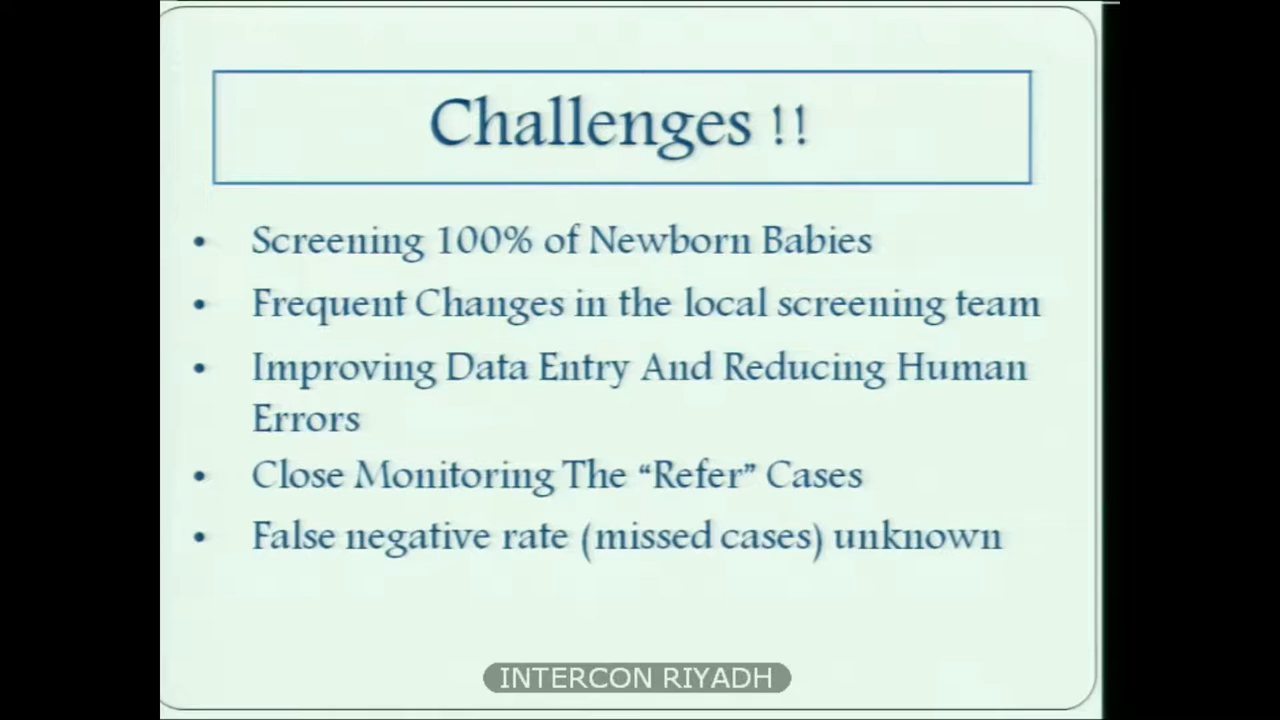 Challenges !!
• Screening 100% of Newborn Babies
• Frequent Changes in the local screening team
• Improving Data Entry And Reducing Human
Errors
• Close Monitoring The “Refer” Cases
• False negative rate (missed cases) unknown
INTERCON RIYADH